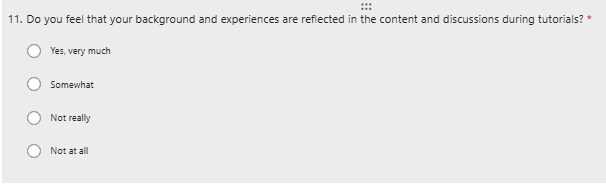 11. Do you feel that your background and experiences are reflected in the content and discussions during tutorials? *
Yes, very much
Somewhat
Not really
Not at all